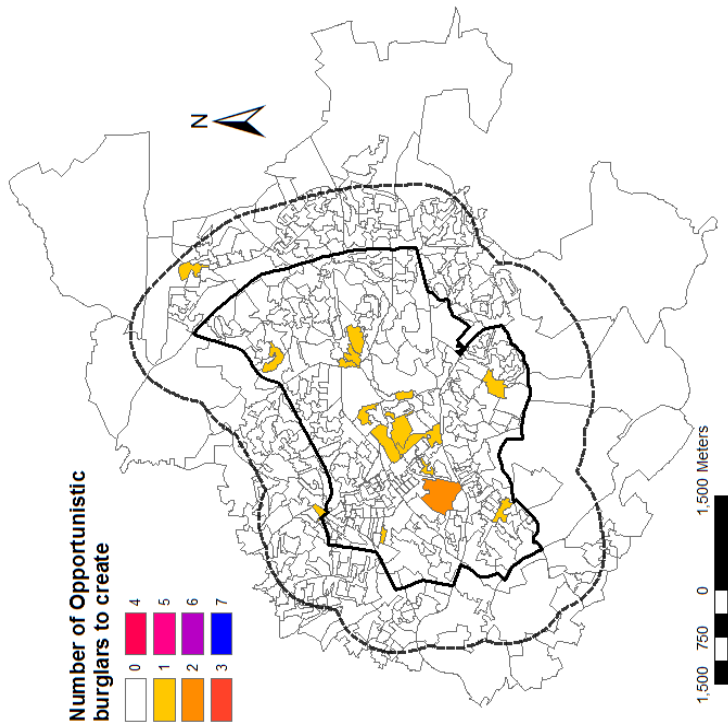 Number of Opportunistic
burglars to create
0 4
1 5
2 6
3 7
N
1,500 750 0 1,500 Meters